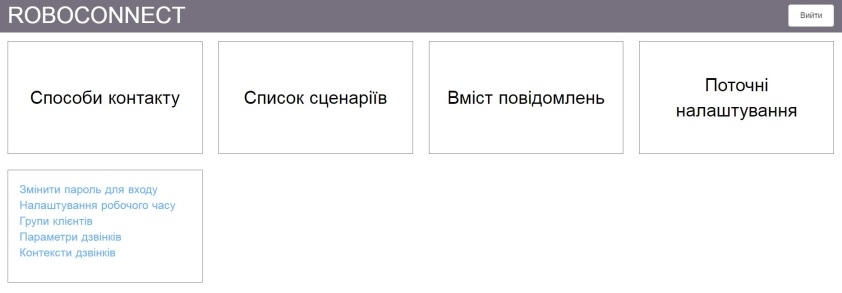 ROBOCONNECT
Вийти
Способи контакту
Список сценаріїв
Вміст повідомлень
Поточні
налаштування
Змінити пароль для входу
Налаштування робочого часу
Групи клієнтів
Параметри дзвінків
Контексти дзвінків